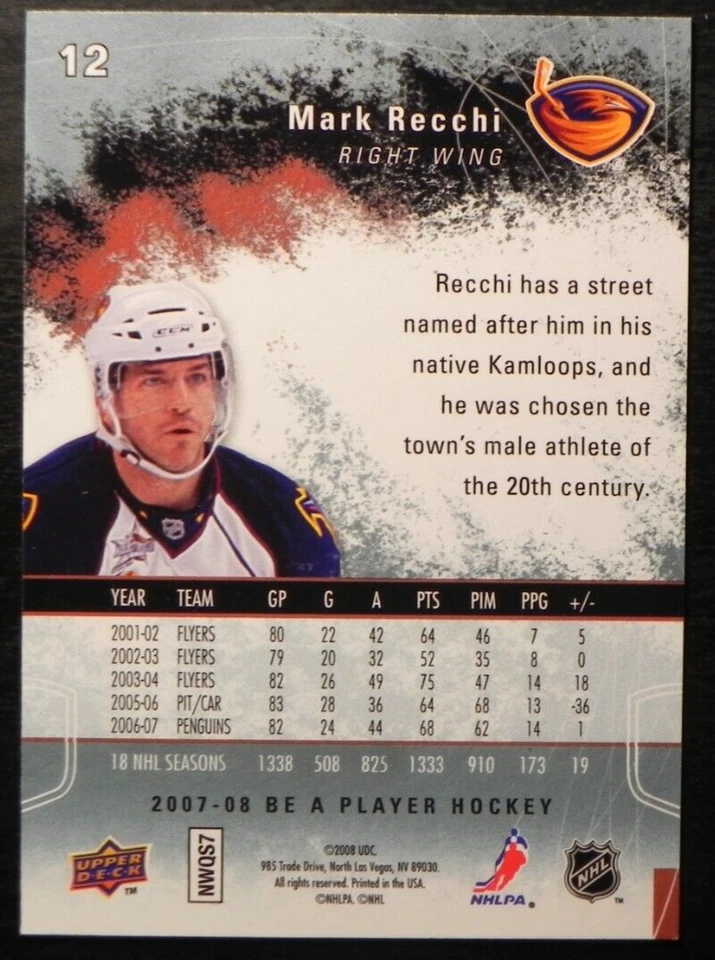 12
Mark Recchi
RIGHT WING
Recchi has a street
named after him in his
native Kamloops, and
he was chosen the
town's male athlete of
the 20th century.
CCM
YEAR TEAM GP G A PTS PIM PPG +/-
2001-02 FLYERS 80 22 42 64 46 7 5
2002-03 FLYERS 79 20 32 52 35 8 0
2003-04 FLYERS 82 26 49 75 47 14 18
2005-06 PIT/CAR 83 28 36 64 68 13 -36
2006-07 PENGUINS 82 24 44 68 62 14 1
18 NHL SEASONS 1338 508 825 1333 910 173 19
2007-08 BE A PLAYER HOCKEY
UPPER
D·E·C·K
TM
NWQS7
©2008 UDC.
985 Trade Drive, North Las Vegas, NV 89030.
All rights reserved. Printed in the USA.
©NHLPA. ©NHL
NHLPA.®
NHL
TM